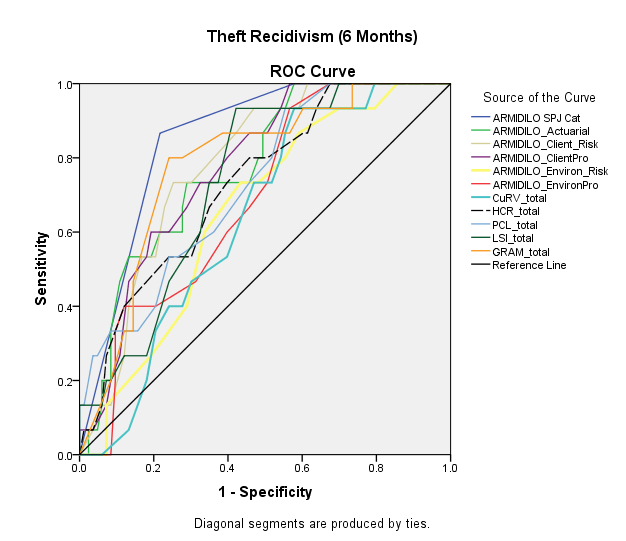 Theft Recidivism (6 Months)
ROC Curve
Source of the Curve
ARMIDILO SPJ Cat
ARMIDILO_Actuarial
ARMIDILO_Client_Risk
ARMIDILO_ClientPro
ARMIDILO_Environ_Risk
ARMIDILO_EnvironPro
CuRV_total
HCR_total
PCL_total
LSI_total
GRAM_total
Reference Line
Sensitivity
1.0
0.8
0.6
0.4
0.2
0.0
0.0 0.2 0.4 0.6 0.8 1.0
1 - Specificity
Diagonal segments are produced by ties.